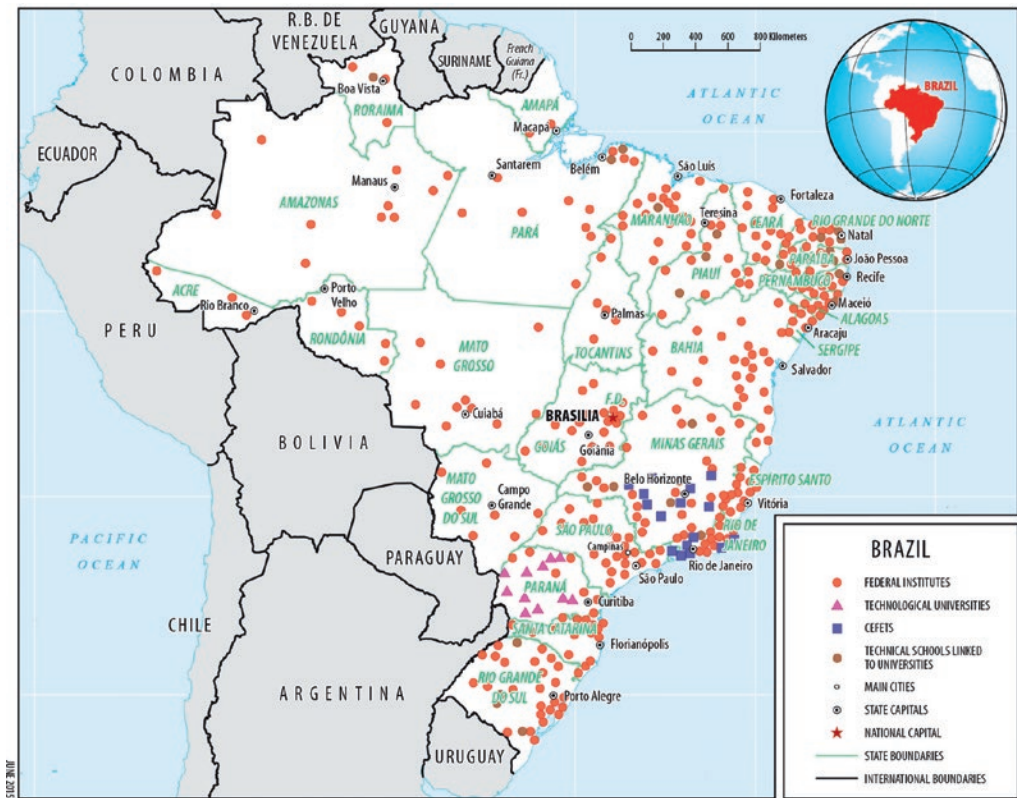 R.B. DE
VENEZUELA
GUYANA
SURINAME
French
Guiana
(Fr.)
COLOMBIA
ECUADOR
PERU
BOLIVIA
PARAGUAY
CHILE
ARGENTINA
URUGUAY
0 200 400 600 800 Kilometers
ATLANTIC
OCEAN
BRAZIL
Boa Vista
RORAIMA
AMAPÁ
Macapá
Belém
Santarem
São Luis
Manaus
AMAZONAS
PARÁ
MARANHÃO
Teresina
CEARÁ
Fortaleza
RIO GRANDE DO NORTE
Natal
PARAÍBA
João Pessoa
PIAUÍ
PERNAMBUCO
Recife
Maceió
ALAGOAS
Aracaju
SERGIPE
ACRE
Rio Branco
Porto
Velho
RONDÔNIA
MATO
GROSSO
Palmas
TOCANTINS
BAHIA
Salvador
Cuiabá
BRASILIA
F.D.
GOIÁS
Goiânia
MINAS GERAIS
ATLANTIC
OCEAN
MATO
GROSSO
DO SUL
Campo
Grande
Belo Horizonte
ESPÍRITO SANTO
Vitória
SÃO PAULO
Campinas
RIO DE
JANEIRO
Rio de Janeiro
São Paulo
PARANÁ
Curitiba
SANTA CATARINA
Florianópolis
RIO GRANDE
DO SUL
Porto Alegre
PACIFIC
OCEAN
BRAZIL
FEDERAL INSTITUTES
TECHNOLOGICAL UNIVERSITIES
CEFETS
TECHNICAL SCHOOLS LINKED
TO UNIVERSITIES
MAIN CITIES
STATE CAPITALS
NATIONAL CAPITAL
STATE BOUNDARIES
INTERNATIONAL BOUNDARIES
JUNE 2015